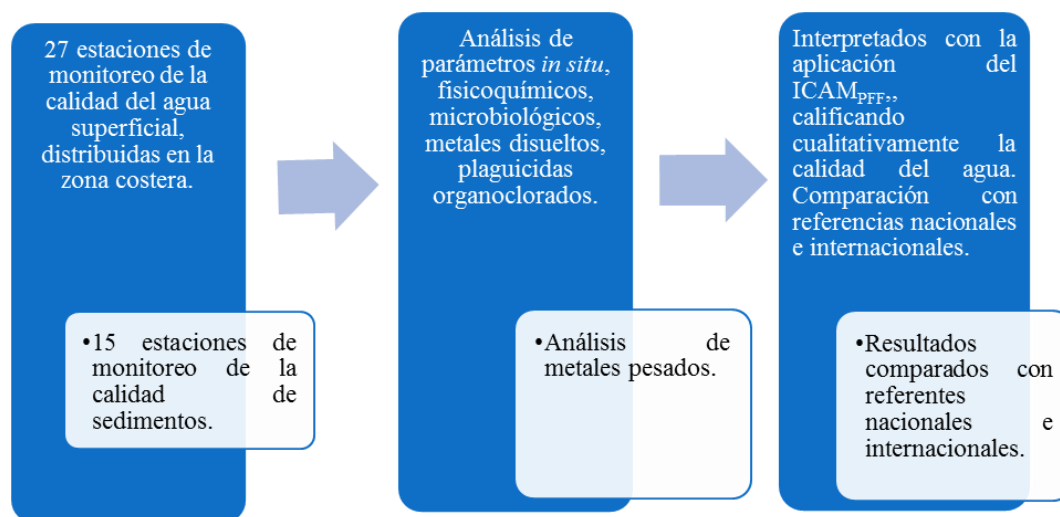 27 estaciones de
monitoreo de la
calidad del agua
superficial,
distribuidas en la
zona costera.
•15 estaciones de
monitoreo de la
calidad de
sedimentos.
Análisis de
parámetros in situ,
fisicoquímicos,
microbiológicos,
metales disueltos,
plaguicidas
organoclorados.
•Análisis de
metales pesados.
Interpretados con la
aplicación del
ICAMPFF,,
calificando
cualitativamente la
calidad del agua.
Comparación con
referencias nacionales
e internacionales.
•Resultados
comparados con
referentes
nacionales e
internacionales.